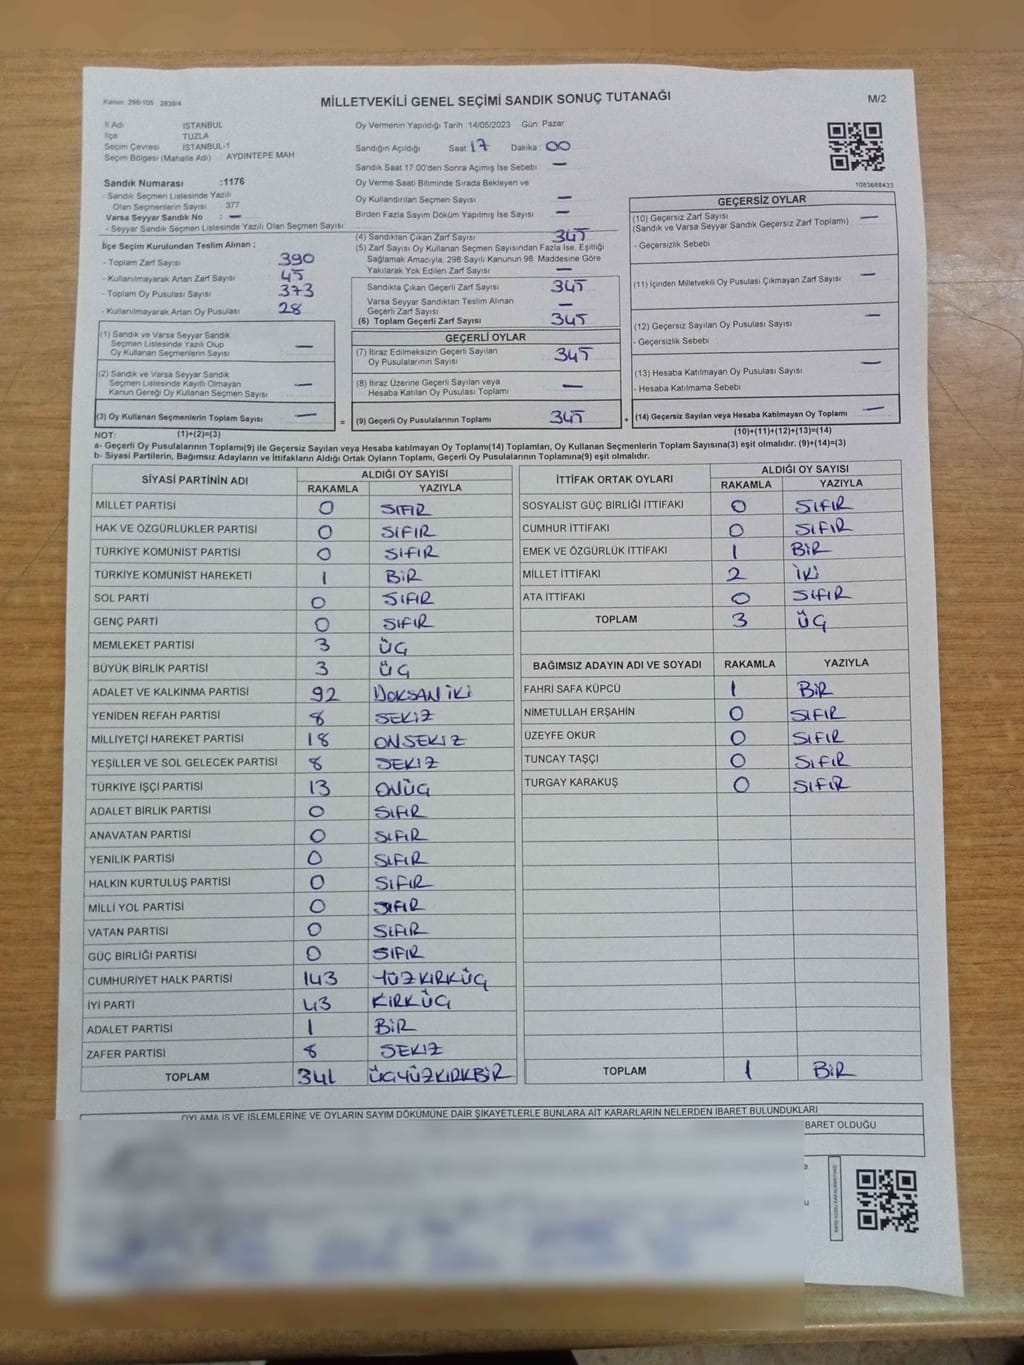 Kanun: 298/105 , 2839/4
MİLLETVEKİLİ GENEL SEÇİMİ SANDIK SONUÇ TUTANAĞI
M/2
İl Adı İSTANBUL
İlçe TUZLA
Seçim Çevresi İSTANBUL-1
Seçim Bölgesi (Mahalle Adı) AYDINTEPE MAH
Sandık Numarası :1176
- Sandık Seçmen Listesinde Yazılı
Olan Seçmenlerin Sayısı 377
Varsa Seyyar Sandık No : —
- Seyyar Sandık Seçmen Listesinde Yazılı Olan Seçmen Sayısı:
İlçe Seçim Kurulundan Teslim Alınan ;
- Toplam Zarf Sayısı 390
- Kullanılmayarak Artan Zarf Sayısı 45
- Toplam Oy Pusulası Sayısı 373
- Kullanılmayarak Artan Oy Pusulası 28
(1) Sandık ve Varsa Seyyar Sandık
Seçmen Listesinde Yazılı Olup
Oy Kullanan Seçmenlerin Sayısı —
(2) Sandık ve Varsa Seyyar Sandık
Seçmen Listesinde Kayıtlı Olmayan
Kanun Gereği Oy Kullanan Seçmen Sayısı —
(3) Oy Kullanan Seçmenlerin Toplam Sayısı — =
(1)+(2)=(3)
Oy Vermenin Yapıldığı Tarih :14/05/2023 Gün: Pazar
Sandığın Açıldığı Saat 17 Dakika: 00
Sandık Saat 17:00'den Sonra Açımış İse Sebebi —
Oy Verme Saati Bitiminde Sırada Bekleyen ve
Oy Kullandırılan Seçmen Sayısı —
Birden Fazla Sayım Döküm Yapılmış İse Sayısı —
(4) Sandıktan Çıkan Zarf Sayısı 345
(5) Zarf Sayısı Oy Kullanan Seçmen Sayısından Fazla İse, Eşitliği
Sağlamak Amacıyla, 298 Sayılı Kanunun 98. Maddesine Göre
Yakılarak Yok Edilen Zarf Sayısı —
Sandıkta Çıkan Geçerli Zarf Sayısı 345
Varsa Seyyar Sandıktan Teslim Alınan
Geçerli Zarf Sayısı —
(6) Toplam Geçerli Zarf Sayısı 345
GEÇERLİ OYLAR
(7) İtiraz Edilmeksizin Geçerli Sayılan
Oy Pusulalarının Sayısı 345
(8) İtiraz Üzerine Geçerli Sayılan veya
Hesaba Katılan Oy Pusulası Toplamı —
(9) Geçerli Oy Pusulalarının Toplamı 345 +
1083688433
GEÇERSİZ OYLAR
(10) Geçersiz Zarf Sayısı —
(Sandık ve Varsa Seyyar Sandık Geçersiz Zarf Toplamı)
- Geçersizlik Sebebi
(11) İçinden Milletvekili Oy Pusulası Çıkmayan Zarf Sayısı —
(12) Geçersiz Sayılan Oy Pusulası Sayısı —
- Geçersizlik Sebebi
(13) Hesaba Katılmayan Oy Pusulası Sayısı —
- Hesaba Katılmama Sebebi
(14) Geçersiz Sayılan veya Hesaba Katılmayan Oy Toplamı —
(10)+(11)+(12)+(13)=(14)
NOT:
a- Geçerli Oy Pusulalarının Toplamı(9) ile Geçersiz Sayılan veya Hesaba katılmayan Oy Toplamı(14) Toplamları, Oy Kullanan Seçmenlerin Toplam Sayısına(3) eşit olmalıdır. (9)+(14)=(3)
b- Siyasi Partilerin, Bağımsız Adayların ve İttifakların Aldığı Ortak Oyların Toplamı, Geçerli Oy Pusulalarının Toplamına(9) eşit olmalıdır.
SİYASİ PARTİNİN ADI ALDIĞI OY SAYISI
RAKAMLA YAZIYLA
MİLLET PARTİSİ 0 SIFIR
HAK VE ÖZGÜRLÜKLER PARTİSİ 0 SIFIR
TÜRKİYE KOMÜNİST PARTİSİ 0 SIFIR
TÜRKİYE KOMÜNİST HAREKETİ 1 BİR
SOL PARTİ 0 SIFIR
GENÇ PARTİ 0 SIFIR
MEMLEKET PARTİSİ 3 ÜÇ
BÜYÜK BİRLİK PARTİSİ 3 ÜÇ
ADALET VE KALKINMA PARTİSİ 92 DOKSAN İKİ
YENİDEN REFAH PARTİSİ 8 SEKİZ
MİLLİYETÇİ HAREKET PARTİSİ 18 ONSEKİZ
YEŞİLLER VE SOL GELECEK PARTİSİ 8 SEKİZ
TÜRKİYE İŞÇİ PARTİSİ 13 ONÜÇ
ADALET BİRLİK PARTİSİ 0 SIFIR
ANAVATAN PARTİSİ 0 SIFIR
YENİLİK PARTİSİ 0 SIFIR
HALKIN KURTULUŞ PARTİSİ 0 SIFIR
MİLLİ YOL PARTİSİ 0 SIFIR
VATAN PARTİSİ 0 SIFIR
GÜÇ BİRLİĞİ PARTİSİ 0 SIFIR
CUMHURİYET HALK PARTİSİ 143 YÜZKIRKÜÇ
İYİ PARTİ 43 KIRKÜÇ
ADALET PARTİSİ 1 BİR
ZAFER PARTİSİ 8 SEKİZ
TOPLAM 341 ÜÇYÜZKIRKBİR
İTTİFAK ORTAK OYLARI ALDIĞI OY SAYISI
RAKAMLA YAZIYLA
SOSYALİST GÜÇ BİRLİĞİ İTTİFAKI 0 SIFIR
CUMHUR İTTİFAKI 0 SIFIR
EMEK VE ÖZGÜRLÜK İTTİFAKI 1 BİR
MİLLET İTTİFAKI 2 İKİ
ATA İTTİFAKI 0 SIFIR
TOPLAM 3 ÜÇ
BAĞIMSIZ ADAYIN ADI VE SOYADI RAKAMLA YAZIYLA
FAHRİ SAFA KÜPCÜ 1 BİR
NİMETULLAH ERŞAHİN 0 SIFIR
ÜZEYFE OKUR 0 SIFIR
TUNCAY TAŞÇI 0 SIFIR
TURGAY KARAKUŞ 0 SIFIR
TOPLAM 1 BİR
OYLAMA İŞ VE İŞLEMLERİNE VE OYLARIN SAYIM DÖKÜMÜNE DAİR ŞİKAYETLERLE BUNLARA AİT KARARLARIN NELERDEN İBARET BULUNDUKLARI
BARET OLDUĞU